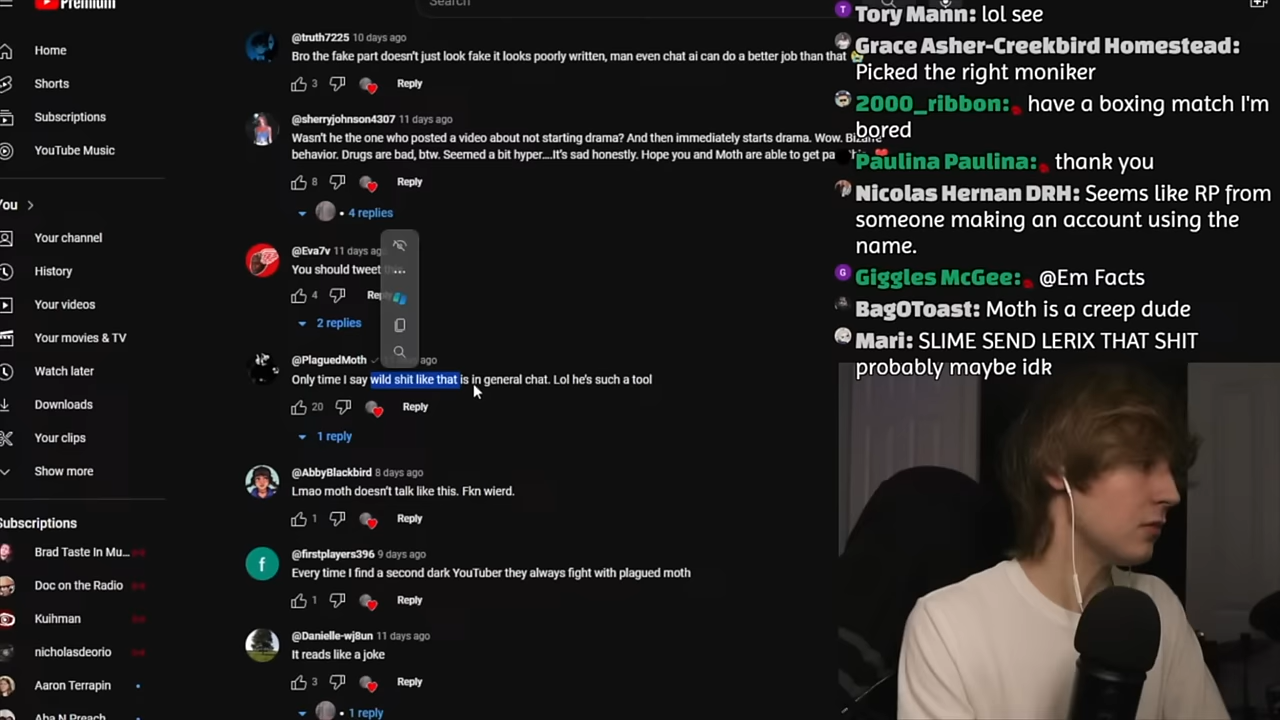 Premium
Search
Home
Shorts
Subscriptions
YouTube Music
You
Your channel
History
Your videos
Your movies & TV
Watch later
Downloads
Your clips
Show more
Subscriptions
Brad Taste In Mu...
Doc on the Radio
Kuihman
nicholasdeorio
Aaron Terrapin
Aba N Preach
@truth7225 10 days ago
Bro the fake part doesn't just look fake it looks poorly written, man even chat ai can do a better job than that
3 Reply
@sherryjohnson4307 11 days ago
Wasn't he the one who posted a video about not starting drama? And then immediately starts drama. Wow.
behavior. Drugs are bad, btw. Seemed a bit hyper....It's sad honestly. Hope you and Moth are able to get
8 Reply
4 replies
@Eva7v 11 days ago
You should tweet
4
2 replies
@PlaguedMoth ago
Only time I say wild shit like that is in general chat. Lol he's such a tool
20 Reply
1 reply
@AbbyBlackbird 8 days ago
Lmao moth doesn't talk like this. Fkn wierd.
1 Reply
@firstplayers396 9 days ago
Every time I find a second dark YouTuber they always fight with plagued moth
1 Reply
@Danielle-wj8un 11 days ago
It reads like a joke
3 Reply
1 reply
Tory Mann: lol see
Grace Asher-Creekbird Homestead:
Picked the right moniker
2000_ribbon: have a boxing match I'm
bored
Paulina Paulina: thank you
Nicolas Hernan DRH: Seems like RP from
someone making an account using the
name.
Giggles McGee: @Em Facts
BagOToast: Moth is a creep dude
Mari: SLIME SEND LERIX THAT SHIT
probably maybe idk